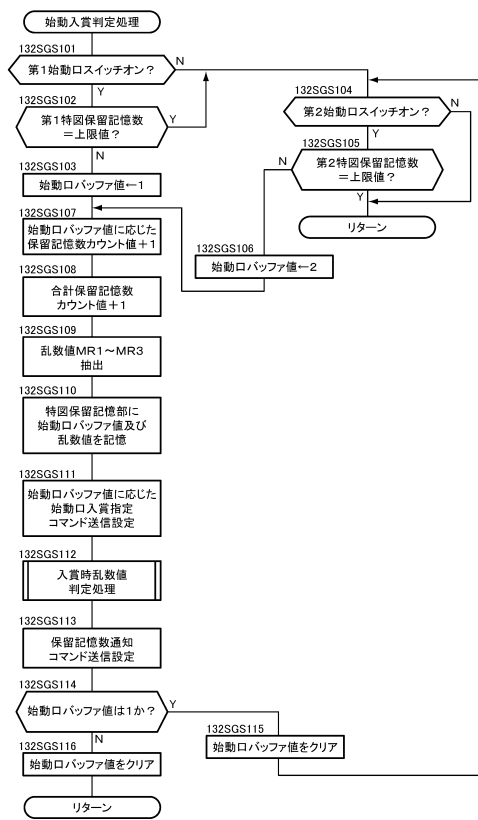 始動入賞判定処理
132SGS101
第1始動口スイッチオン？
N
Y
132SGS102
第1特図保留記憶数
＝上限値？
Y
N
132SGS103
始動口バッファ値←1
132SGS104
第2始動口スイッチオン？
N
Y
132SGS105
第2特図保留記憶数
＝上限値？
N
Y
リターン
132SGS106
始動口バッファ値←2
132SGS107
始動口バッファ値に応じた
保留記憶数カウント値＋1
132SGS108
合計保留記憶数
カウント値＋1
132SGS109
乱数値MR1～MR3
抽出
132SGS110
特図保留記憶部に
始動口バッファ値及び
乱数値を記憶
132SGS111
始動口バッファ値に応じた
始動口入賞指定
コマンド送信設定
132SGS112
入賞時乱数値
判定処理
132SGS113
保留記憶数通知
コマンド送信設定
132SGS114
始動口バッファ値は1か？
Y
N
132SGS115
始動口バッファ値をクリア
132SGS116
始動口バッファ値をクリア
リターン